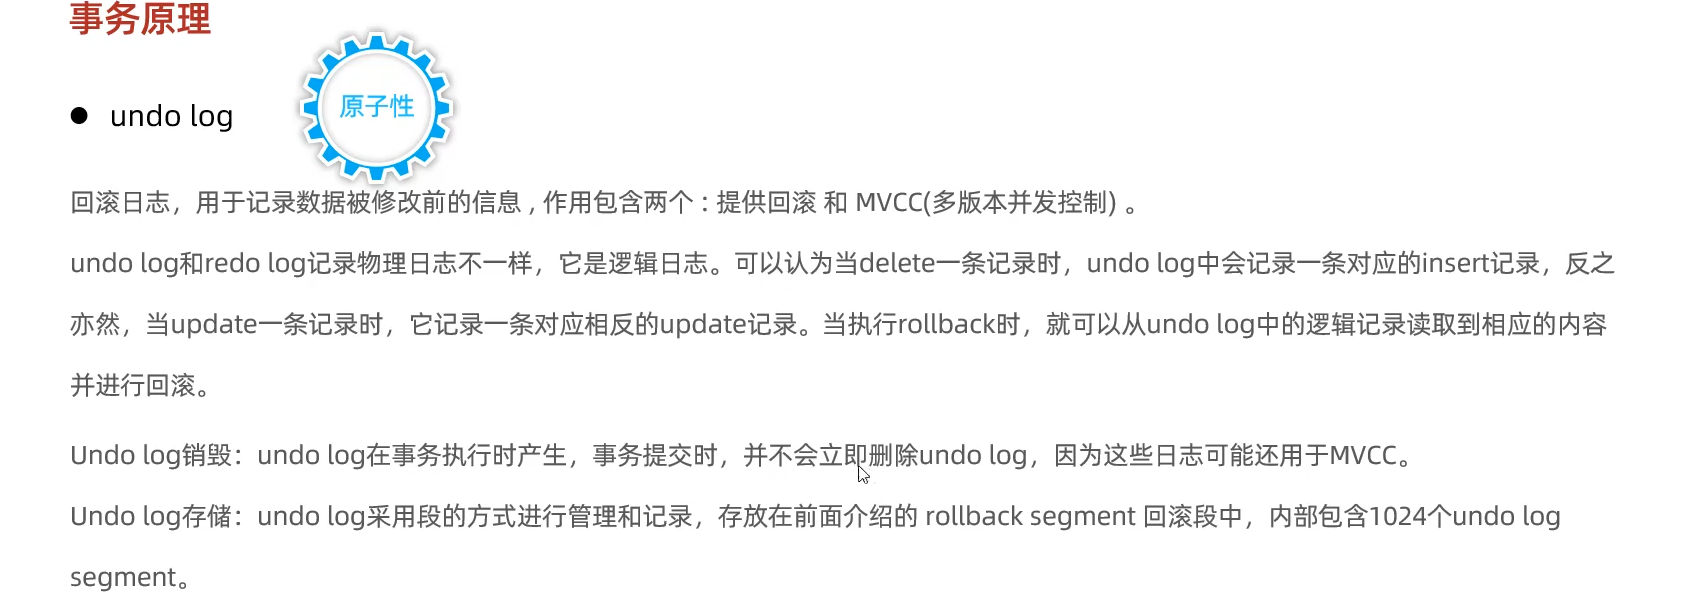 事务原理
原子性
● undo log
回滚日志，用于记录数据被修改前的信息 , 作用包含两个 : 提供回滚 和 MVCC(多版本并发控制) 。
undo log和redo log记录物理日志不一样，它是逻辑日志。可以认为当delete一条记录时，undo log中会记录一条对应的insert记录，反之
亦然，当update一条记录时，它记录一条对应相反的update记录。当执行rollback时，就可以从undo log中的逻辑记录读取到相应的内容
并进行回滚。
Undo log销毁：undo log在事务执行时产生，事务提交时，并不会立即删除undo log，因为这些日志可能还用于MVCC。
Undo log存储：undo log采用段的方式进行管理和记录，存放在前面介绍的 rollback segment 回滚段中，内部包含1024个undo log
segment。